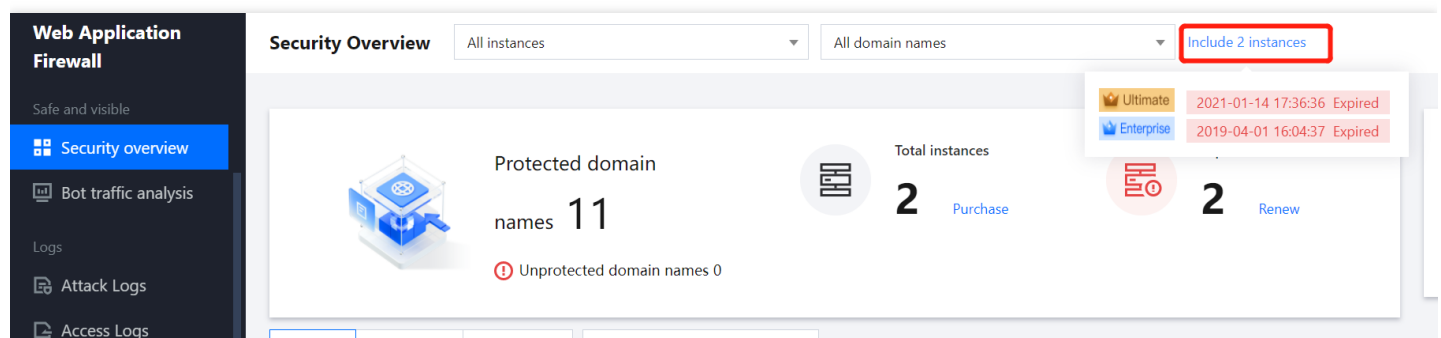 Web Application
Firewall
Safe and visible
Security overview
Bot traffic analysis
Logs
Attack Logs
Access Logs
Security Overview
All instances
All domain names
Include 2 instances
Ultimate 2021-01-14 17:36:36 Expired
Enterprise 2019-04-01 16:04:37 Expired
Protected domain
names 11
Unprotected domain names 0
Total instances
2 Purchase
2 Renew